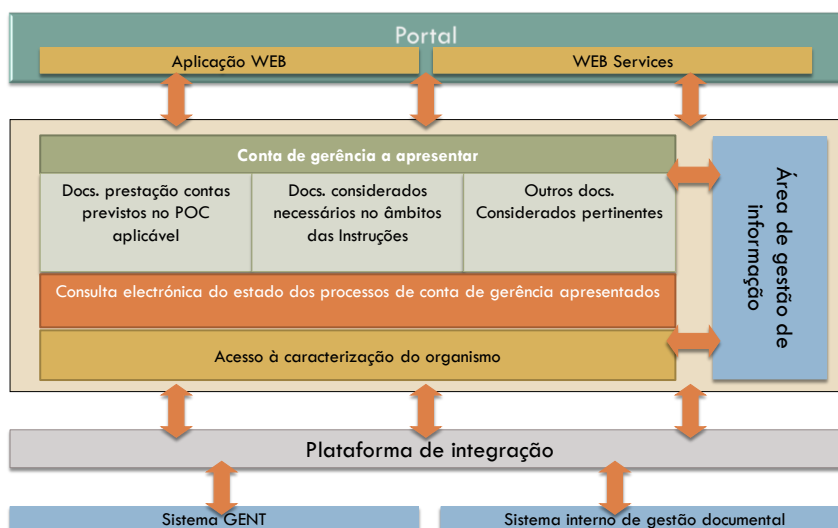 Portal
Aplicação WEB
WEB Services
Conta de gerência a apresentar
Docs. prestação contas
previstos no POC
aplicável
Docs. considerados
necessários no âmbitos
das Instruções
Outros docs.
Considerados pertinentes
Consulta electrónica do estado dos processos de conta de gerência apresentados
Acesso à caracterização do organismo
Área de gestão de
informação
Plataforma de integração
Sistema GENT
Sistema interno de gestão documental